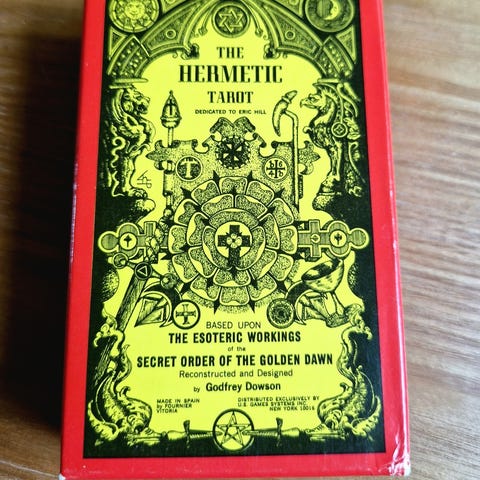 THE
HERMETIC
TAROT
DEDICATED TO ERIC HILL
BASED UPON
THE ESOTERIC WORKINGS
of the
SECRET ORDER OF THE GOLDEN DAWN
Reconstructed and Designed
by Godfrey Dowson
MADE IN SPAIN
by FOURNIER
VITORIA
DISTRIBUTED EXCLUSIVELY BY
U.S. GAMES SYSTEMS INC.
NEW YORK 10016